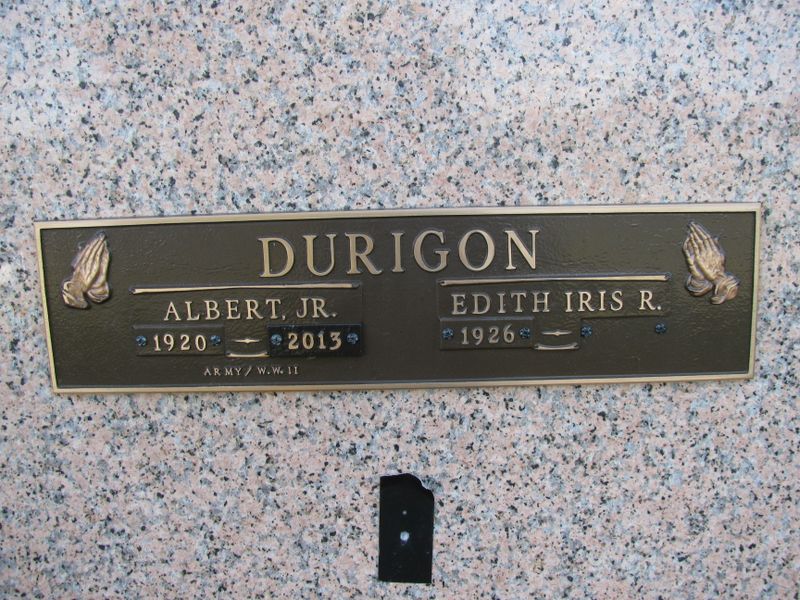 DURIGON
ALBERT, JR.
1920 2013
ARMY/W.W.II
EDITH IRIS R.
1926